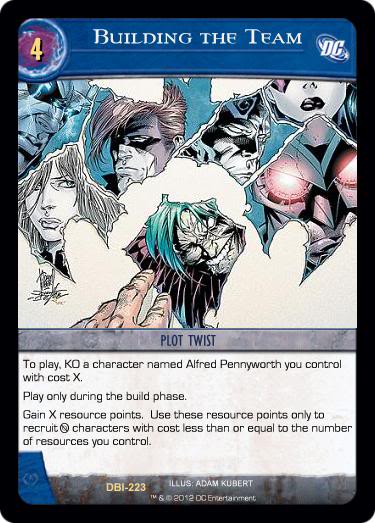 4
BUILDING THE TEAM
DC
PLOT TWIST
To play, KO a character named Alfred Pennyworth you control
with cost X.
Play only during the build phase.
Gain X resource points. Use these resource points only to
recruit characters with cost less than or equal to the number
of resources you control.
DBI-223
ILLUS: ADAM KUBERT
™ & © 2012 DC Entertainment